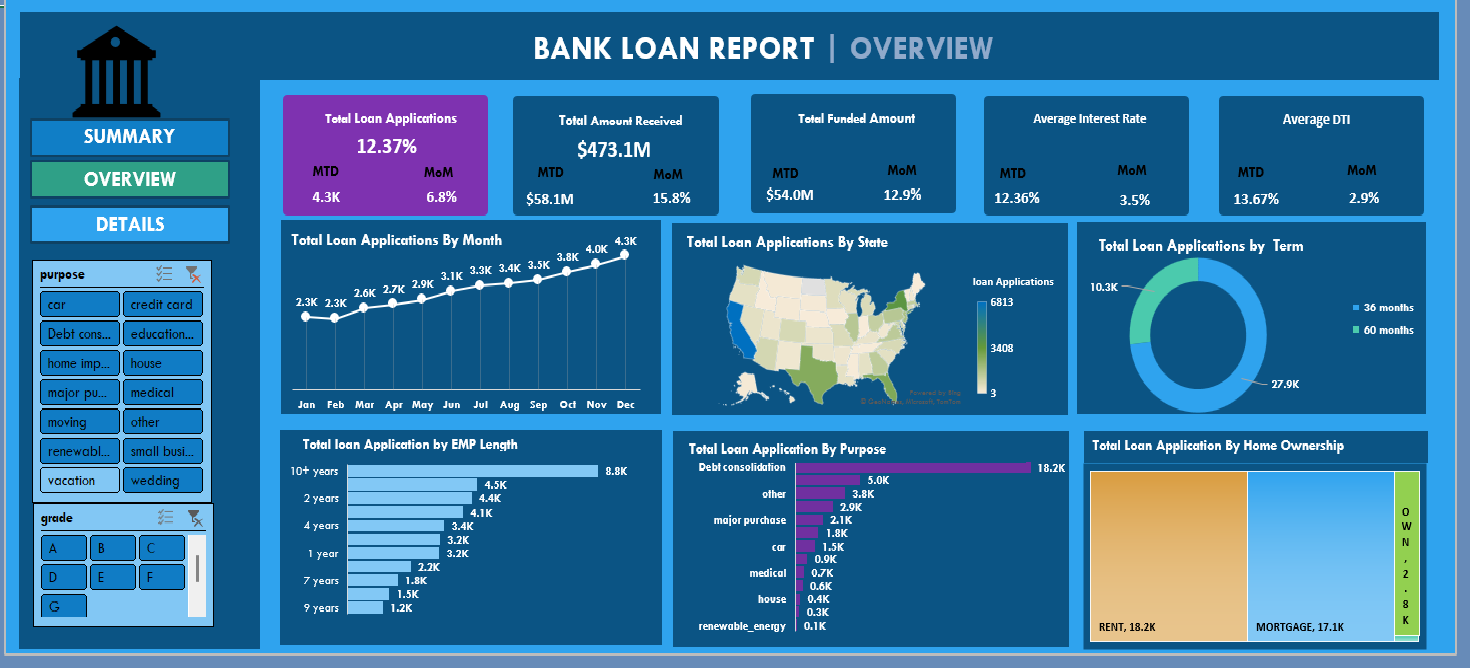 BANK LOAN REPORT | OVERVIEW
SUMMARY
OVERVIEW
DETAILS
purpose
car
credit card
Debt cons...
education...
home imp...
house
major pu...
medical
moving
other
renewabl...
small busi...
vacation
wedding
grade
A
B
C
D
E
F
G
Total Loan Applications
12.37%
MTD
MoM
4.3K
6.8%
Total Amount Received
$473.1M
MTD
MoM
$58.1M
15.8%
Total Funded Amount
MTD
MoM
$54.0M
12.9%
Average Interest Rate
MTD
MoM
12.36%
3.5%
Average DTI
MTD
MoM
13.67%
2.9%
Total Loan Applications By Month
2.3K
2.3K
2.6K
2.7K
2.9K
3.1K
3.3K
3.4K
3.5K
3.8K
4.0K
4.3K
Jan Feb Mar Apr May Jun Jul Aug Sep Oct Nov Dec
Total Loan Applications By State
loan Applications
6813
3408
3
Powered by Bing
Total Loan Applications by Term
10.3K
27.9K
36 months
60 months
Total loan Application by EMP Length
10+ years 8.8K
4.5K
2 years 4.4K
4.1K
4 years 3.4K
3.2K
1 year 3.2K
2.2K
7 years 1.8K
1.5K
9 years 1.2K
Total Loan Application By Purpose
Debt consolidation 18.2K
5.0K
other 3.8K
2.9K
major purchase 2.1K
1.8K
car 1.5K
0.9K
medical 0.7K
0.6K
house 0.4K
0.3K
renewable_energy 0.1K
Total Loan Application By Home Ownership
RENT, 18.2K
MORTGAGE, 17.1K
OWN, 2.8K